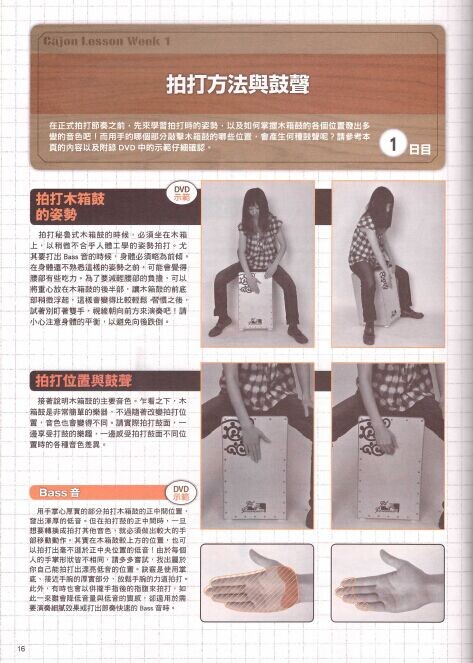 Cajon Lesson Week 1
拍打方法與鼓聲
在正式拍打節奏之前，先來學習拍打時的姿勢，以及如何掌握木箱鼓的各個位置發出多
變的音色吧！而用手的哪個部分敲擊木箱鼓的哪些位置，會產生何種鼓聲呢？請參考本
頁的內容以及附錄 DVD 中的示範仔細確認。
1日目
拍打木箱鼓
的姿勢
DVD
示範
拍打秘魯式木箱鼓的時候，必須坐在木箱
上，以稍微不合乎人體工學的姿勢拍打。尤
其要打出 Bass 音的時候，身體必須略為前傾，
在身體還不熟悉這樣的姿勢之前，可能會覺得
腰部有些吃力。為了要減輕腰部的負擔，可以
將重心放在木箱鼓的後半部，讓木箱鼓的前底
部稍微浮起，這樣會變得比較輕鬆。習慣之後，
試著別盯著雙手，視線朝向前方來演奏吧！請
小心注意身體的平衡，以避免向後跌倒。
拍打位置與鼓聲
接著說明木箱鼓的主要音色。乍看之下，木
箱鼓是非常簡單的樂器，不過隨著改變拍打位
置，音色也會變得不同。請實際拍打鼓面，一
邊享受拍打的樂趣，一邊感受拍打鼓面不同位
置時的各種音色差異。
Bass 音
DVD
示範
用手掌心厚實的部分拍打木箱鼓的正中間位置，
發出渾厚的低音。但在拍打鼓的正中間時，一旦
想要轉換成拍打其他音色，就必須做出較大的手
部移動動作。其實在木箱鼓較上方的位置，也可
以拍打出毫不遜於正中央位置的低音！由於每個
人的手掌形狀皆不相同，請多多嘗試，找出屬於
你自己能拍打出漂亮低音的位置。訣竅是使用掌
底、接近手腕的厚實部分，放鬆手腕的力道拍打。
此外，有時也會以併攏手指後的指腹來拍打，如
此一來雖會降低音量與低音的質感，卻適用於需
要演奏細膩效果或打出節奏快速的 Bass 音時。
16